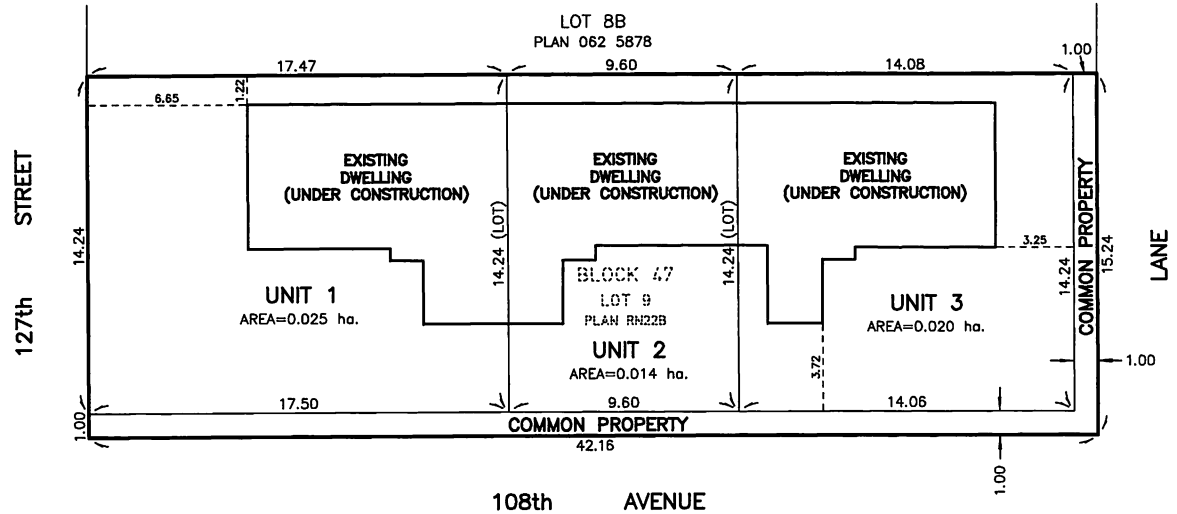 LOT 8B
PLAN 062 5878
1.00
17.47
9.60
14.08
6.65
1.22
EXISTING
DWELLING
(UNDER CONSTRUCTION)
EXISTING
DWELLING
(UNDER CONSTRUCTION)
EXISTING
DWELLING
(UNDER CONSTRUCTION)
127th STREET
14.24
14.24 (LOT)
14.24 (LOT)
3.25
14.24
COMMON PROPERTY
15.24
LANE
UNIT 1
AREA=0.025 ha.
BLOCK 47
LOT 9
PLAN RN22B
UNIT 2
AREA=0.014 ha.
UNIT 3
AREA=0.020 ha.
3.72
1.00
17.50
9.60
14.06
1.00
COMMON PROPERTY
42.16
1.00
108th AVENUE